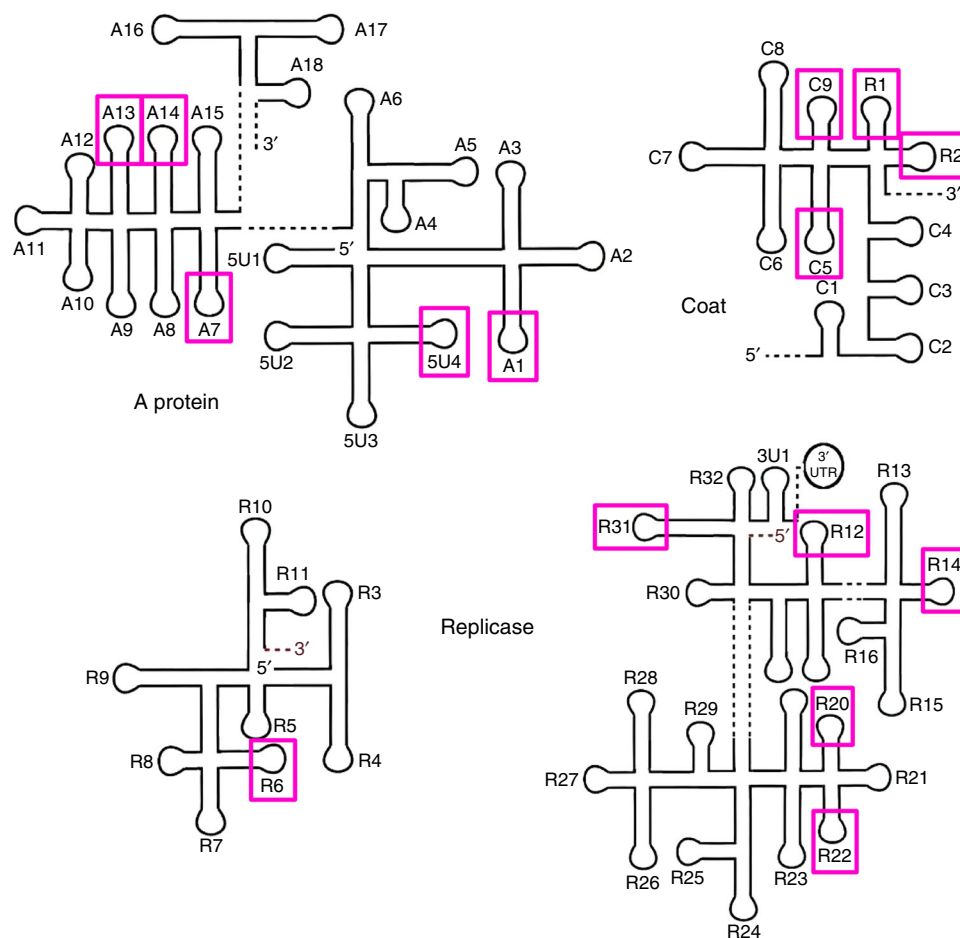 A16
A17
A18
3′
A13
A14
A15
A12
A11
A10
A9
A8
A7
A6
A5
A4
A3
A2
A1
5′
5U1
5U2
5U3
5U4
A protein
C8
C9
R1
R2
C7
C6
C5
3′
C4
C3
C2
C1
5′
Coat
R10
R11
R3
3′
5′
R9
R5
R8
R6
R4
R7
Replicase
3U1
3′
UTR
R32
R13
R31
5′
R12
R14
R30
R16
R15
R28
R29
R20
R27
R21
R22
R26
R25
R23
R24